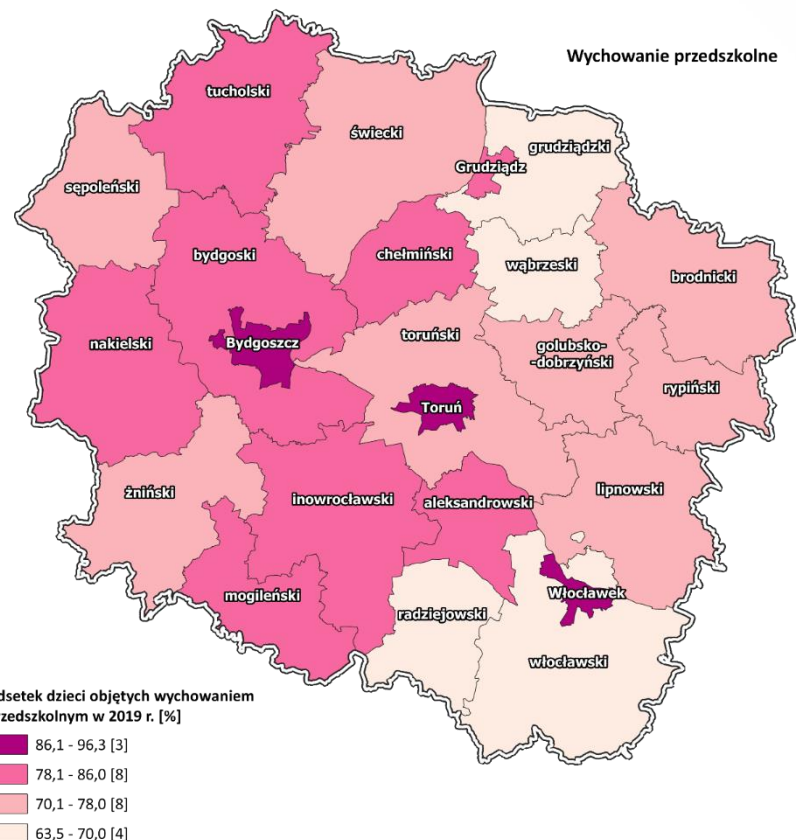 Wychowanie przedszkolne
tucholski
świecki
grudziądzki
Grudziądz
sępoleński
bydgoski
chełmiński
wąbrzeski
brodnicki
nakielski
Bydgoszcz
toruński
golubsko-
-dobrzyński
rypiński
Toruń
żniński
inowrocławski
aleksandrowski
lipnowski
mogileński
radziejowski
Włocławek
włocławski
dsetek dzieci objętych wychowaniem
rzedszkolnym w 2019 r. [%]
86,1 - 96,3 [3]
78,1 - 86,0 [8]
70,1 - 78,0 [8]
63,5 - 70,0 [4]